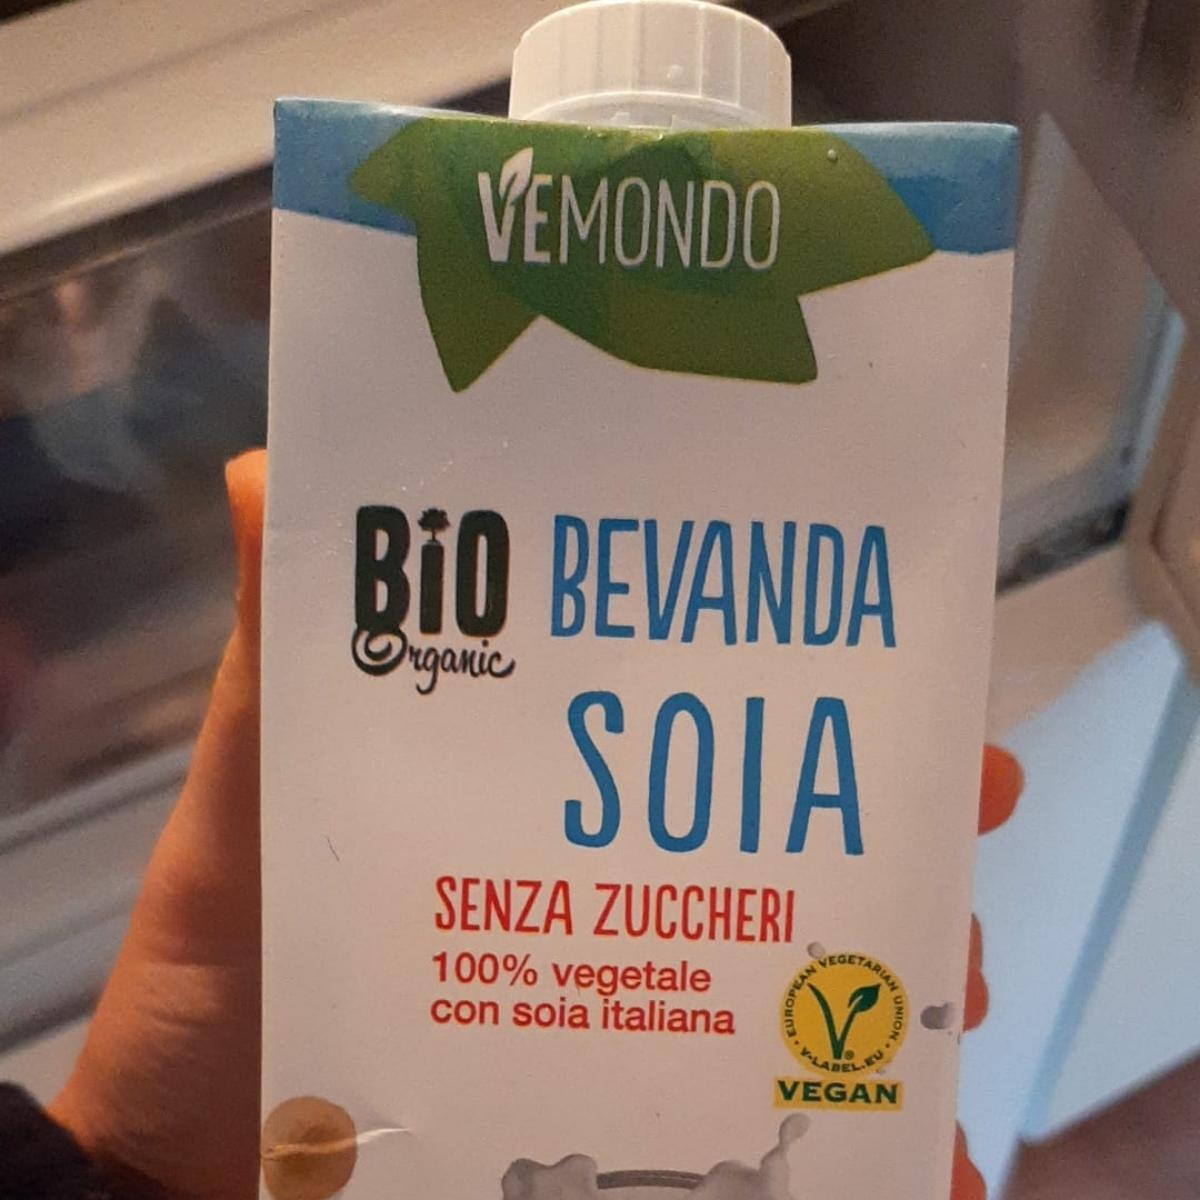 VEMONDO
BiO
Organic
BEVANDA
SOIA
SENZA ZUCCHERI
100% vegetale
con soia italiana
EUROPEAN VEGETARIAN UNION
V-LABEL.EU
VEGAN